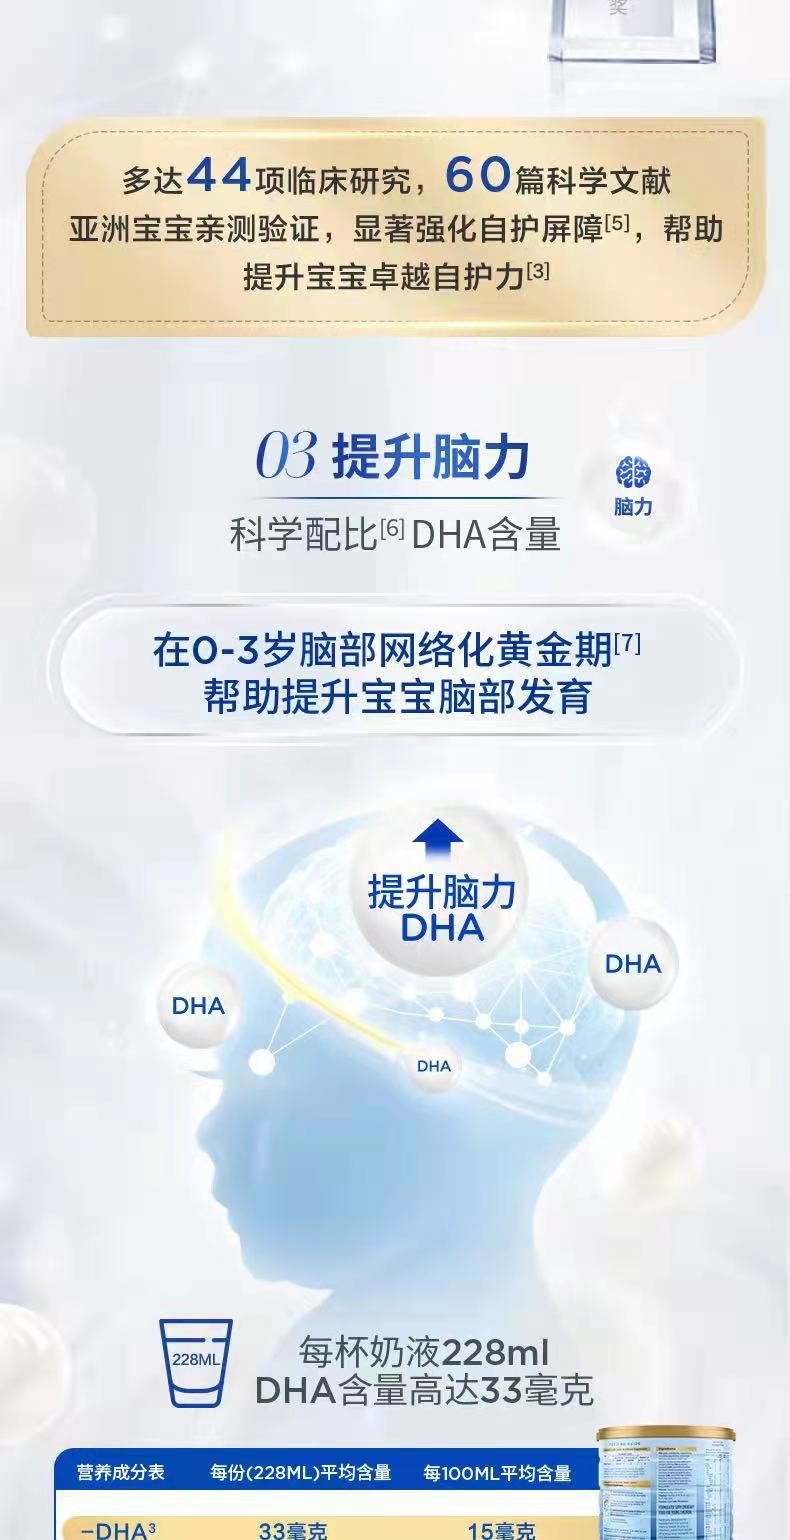 奖
多达44项临床研究，60篇科学文献
亚洲宝宝亲测验证，显著强化自护屏障[5]，帮助
提升宝宝卓越自护力[3]
03 提升脑力
脑力
科学配比[6]DHA含量
在0-3岁脑部网络化黄金期[7]
帮助提升宝宝脑部发育
提升脑力
DHA
DHA
DHA
DHA
228ML
每杯奶液228ml
DHA含量高达33毫克
营养成分表 每份(228ML)平均含量 每100ML平均含量
–DHA³ 33毫克 15毫克